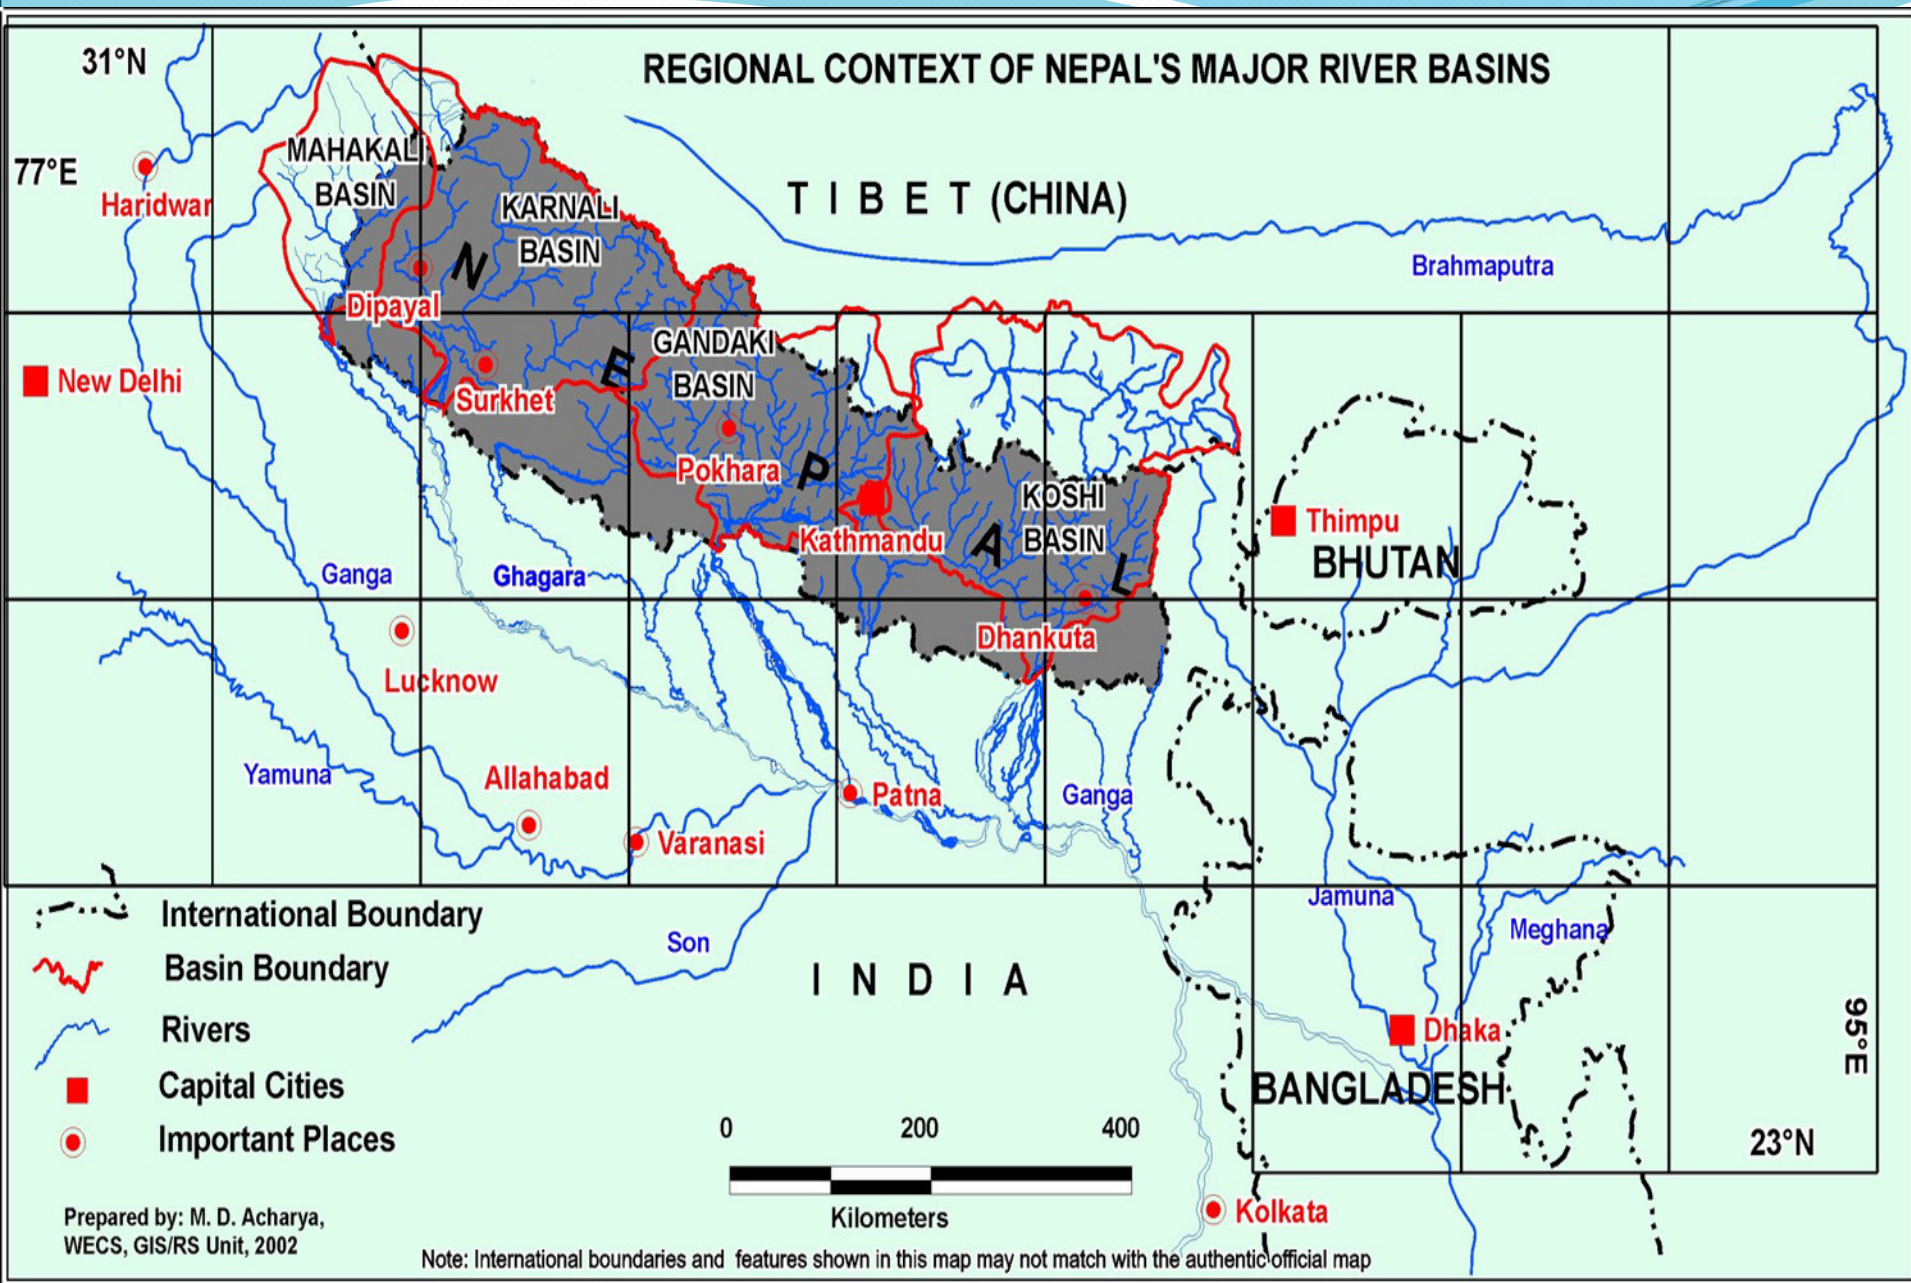 REGIONAL CONTEXT OF NEPAL'S MAJOR RIVER BASINS
31°N
77°E
Haridwar
MAHAKALI
BASIN
KARNALI
BASIN
T I B E T (CHINA)
Brahmaputra
N
Dipayal
New Delhi
Surkhet
E
GANDAKI
BASIN
Pokhara
P
Kathmandu
KOSHI
BASIN
A
L
Thimpu
BHUTAN
Ganga
Ghagara
Dhankuta
Lucknow
Yamuna
Allahabad
Patna
Ganga
Varanasi
Jamuna
Meghana
Son
I N D I A
Dhaka
BANGLADESH
95°E
23°N
Kolkata
International Boundary
Basin Boundary
Rivers
Capital Cities
Important Places
0 200 400
Kilometers
Prepared by: M. D. Acharya,
WECS, GIS/RS Unit, 2002
Note: International boundaries and features shown in this map may not match with the authentic official map